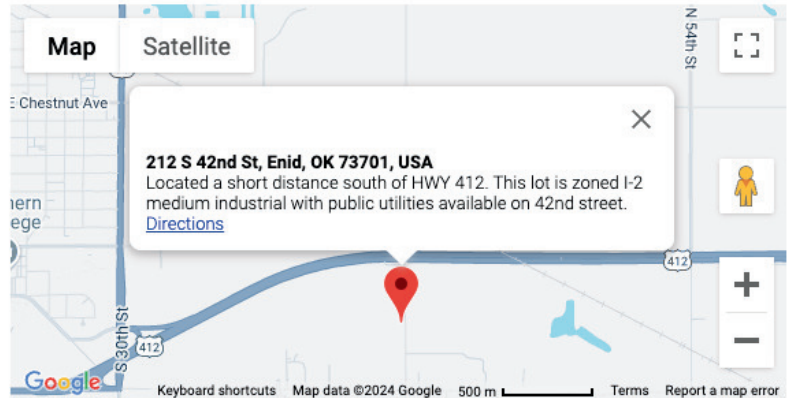 Map Satellite
N 54th St
E Chestnut Ave
212 S 42nd St, Enid, OK 73701, USA
Located a short distance south of HWY 412. This lot is zoned I-2
medium industrial with public utilities available on 42nd street.
Directions
ern
ege
412
412
S 30th St
Google
Keyboard shortcuts Map data ©2024 Google 500 m Terms Report a map error